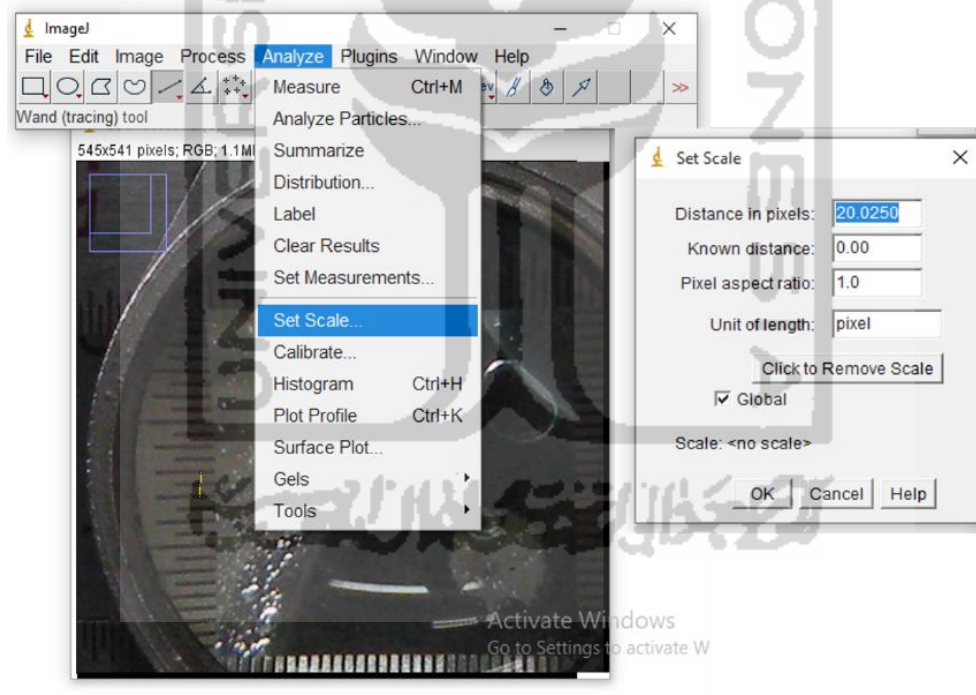 ImageJ
File Edit Image Process Analyze Plugins Window Help
Wand (tracing) tool
545x541 pixels; RGB; 1.1M
Measure Ctrl+M
Analyze Particles...
Summarize
Distribution...
Label
Clear Results
Set Measurements...
Set Scale...
Calibrate...
Histogram Ctrl+H
Plot Profile Ctrl+K
Surface Plot...
Gels
Tools
Set Scale
Distance in pixels: 20.0250
Known distance: 0.00
Pixel aspect ratio: 1.0
Unit of length: pixel
Click to Remove Scale
Global
Scale: <no scale>
OK Cancel Help
Activate Windows
Go to Settings to activate W